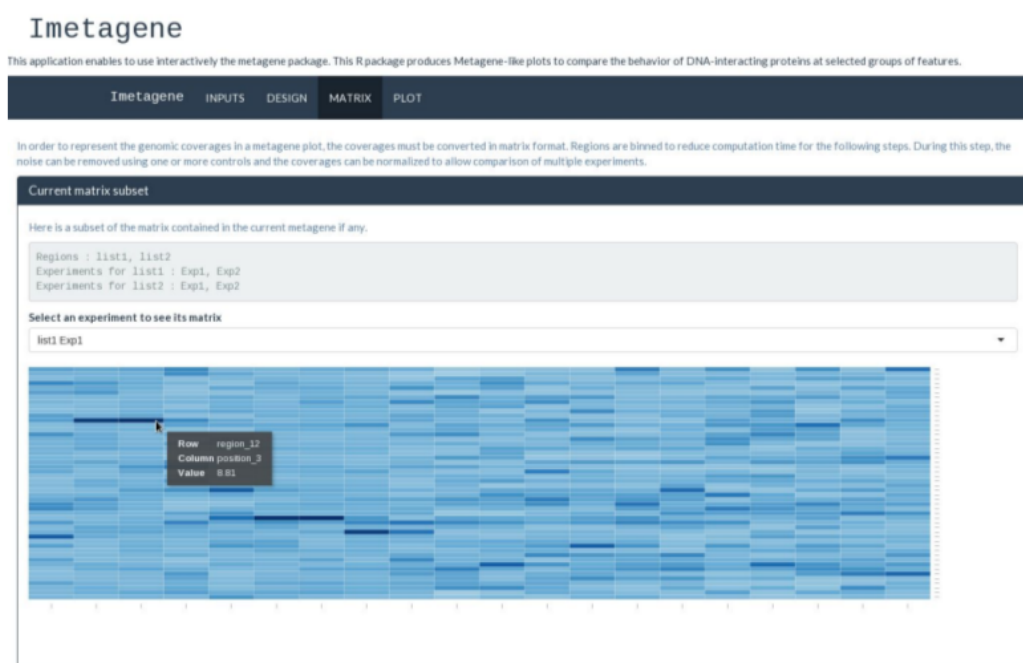 Imetagene
This application enables to use interactively the metagene package. This R package produces Metagene-like plots to compare the behavior of DNA-interacting proteins at selected groups of features.
Imetagene INPUTS DESIGN MATRIX PLOT
In order to represent the genomic coverages in a metagene plot, the coverages must be converted in matrix format. Regions are binned to reduce computation time for the following steps. During this step, the
noise can be removed using one or more controls and the coverages can be normalized to allow comparison of multiple experiments.
Current matrix subset
Here is a subset of the matrix contained in the current metagene if any.
Regions : list1, list2
Experiments for list1 : Exp1, Exp2
Experiments for list2 : Exp1, Exp2
Select an experiment to see its matrix
list1 Exp1
Row region_12
Column position_3
Value 8.81